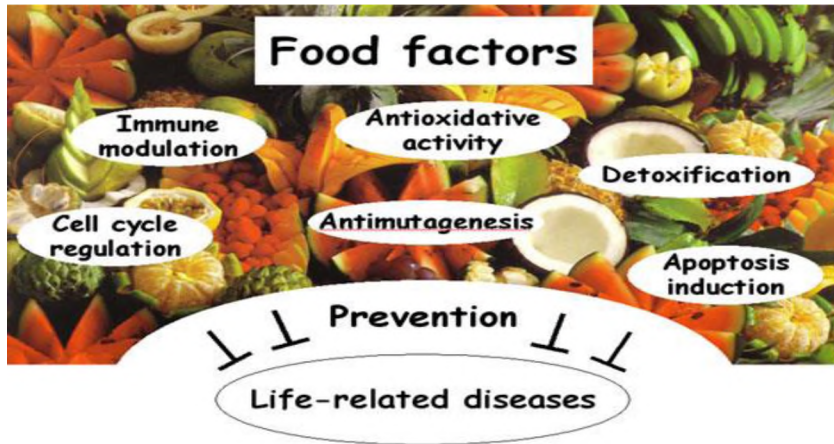 Food factors
Immune
modulation
Antioxidative
activity
Detoxification
Cell cycle
regulation
Antimutagenesis
Apoptosis
induction
Prevention
Life-related diseases